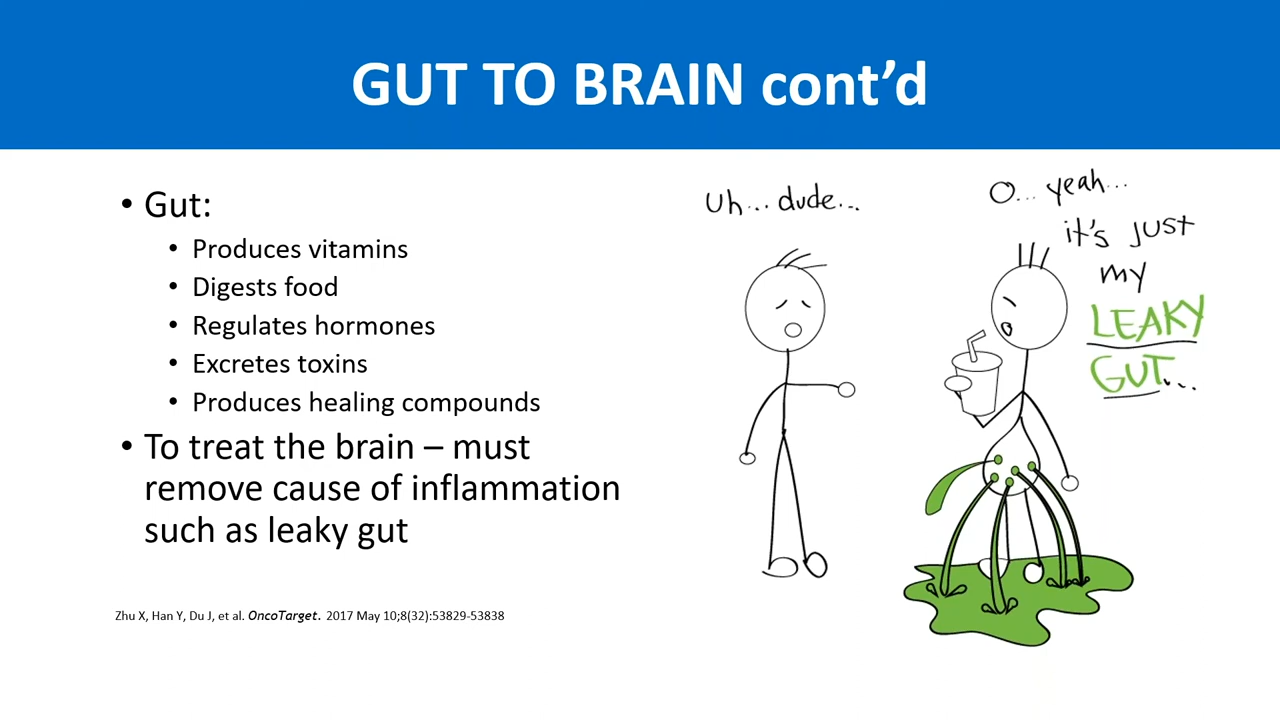 GUT TO BRAIN cont’d
• Gut:
• Produces vitamins
• Digests food
• Regulates hormones
• Excretes toxins
• Produces healing compounds
• To treat the brain – must
remove cause of inflammation
such as leaky gut
Zhu X, Han Y, Du J, et al. OncoTarget. 2017 May 10;8(32):53829-53838
Uh... dude...
O... yeah...
it's just
my
LEAKY
GUT...